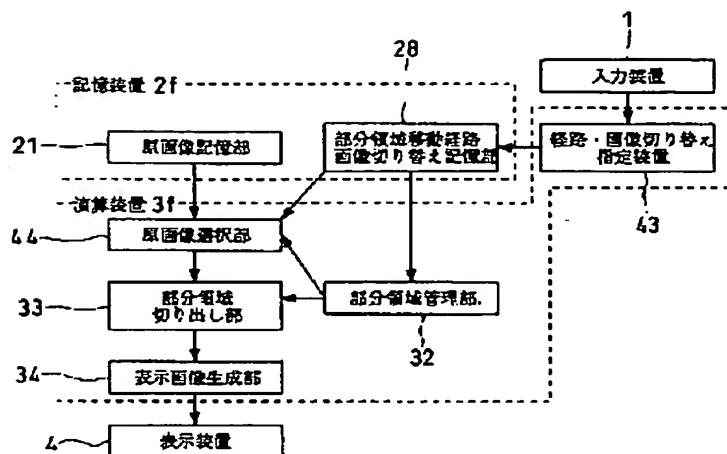 1
入力装置
28
記憶装置 2f
部分領域移動経路
画像切り替え記憶部
経路・画像切り替え
指定装置
21
原画像記憶部
演算装置 3f
43
44
原画像選択部
33
部分領域
切り出し部
部分領域管理部
32
34
表示画像生成部
4
表示装置